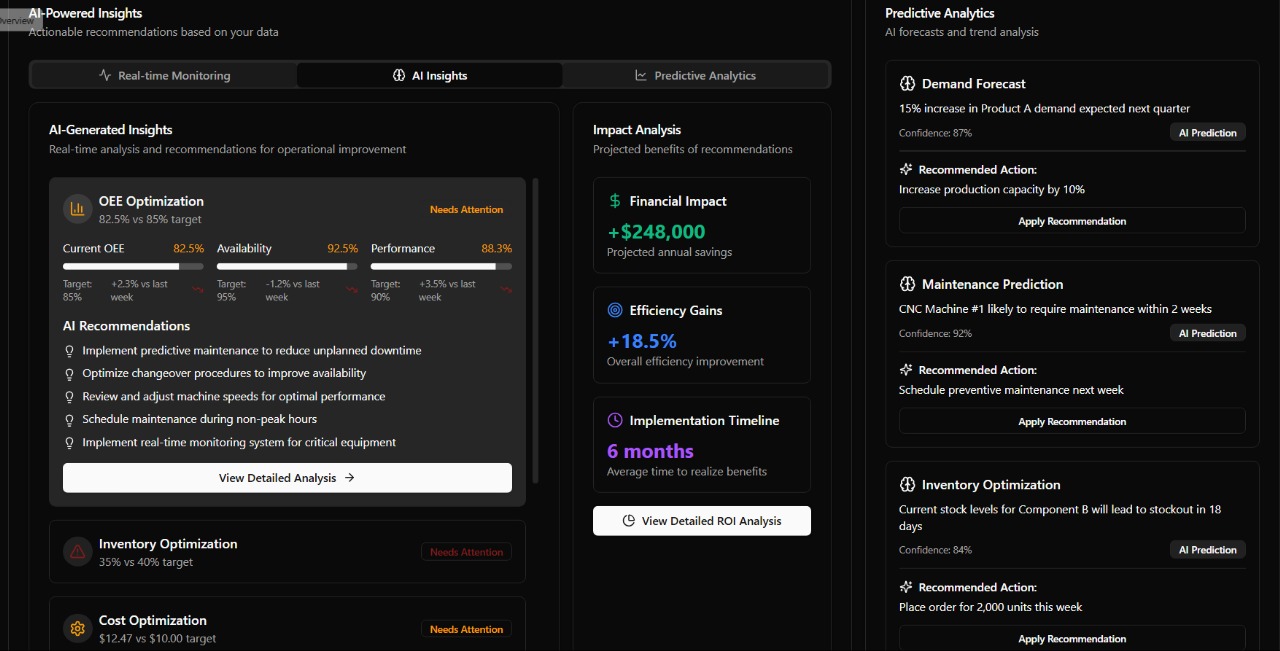 Overview
AI-Powered Insights
Actionable recommendations based on your data
Real-time Monitoring
AI Insights
Predictive Analytics
AI-Generated Insights
Real-time analysis and recommendations for operational improvement
OEE Optimization
82.5% vs 85% target
Needs Attention
Current OEE 82.5%
Target: 85%
+2.3% vs last week
Availability 92.5%
Target: 95%
-1.2% vs last week
Performance 88.3%
Target: 90%
+3.5% vs last week
AI Recommendations
Implement predictive maintenance to reduce unplanned downtime
Optimize changeover procedures to improve availability
Review and adjust machine speeds for optimal performance
Schedule maintenance during non-peak hours
Implement real-time monitoring system for critical equipment
View Detailed Analysis →
Inventory Optimization
35% vs 40% target
Needs Attention
Cost Optimization
$12.47 vs $10.00 target
Needs Attention
Impact Analysis
Projected benefits of recommendations
Financial Impact
+$248,000
Projected annual savings
Efficiency Gains
+18.5%
Overall efficiency improvement
Implementation Timeline
6 months
Average time to realize benefits
View Detailed ROI Analysis
Predictive Analytics
AI forecasts and trend analysis
Demand Forecast
15% increase in Product A demand expected next quarter
Confidence: 87%
AI Prediction
Recommended Action:
Increase production capacity by 10%
Apply Recommendation
Maintenance Prediction
CNC Machine #1 likely to require maintenance within 2 weeks
Confidence: 92%
AI Prediction
Recommended Action:
Schedule preventive maintenance next week
Apply Recommendation
Inventory Optimization
Current stock levels for Component B will lead to stockout in 18
days
Confidence: 84%
AI Prediction
Recommended Action:
Place order for 2,000 units this week
Apply Recommendation